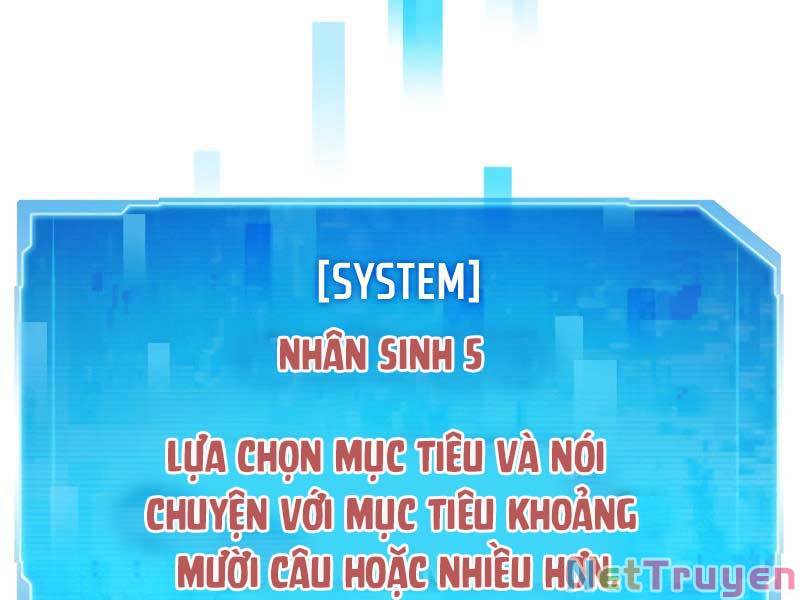 [SYSTEM]
NHÂN SINH 5
LỰA CHỌN MỤC TIÊU VÀ NÓI
CHUYỆN VỚI MỤC TIÊU KHOẢNG
MƯỜI CÂU HOẶC NHIỀU HƠN
NetTruyen